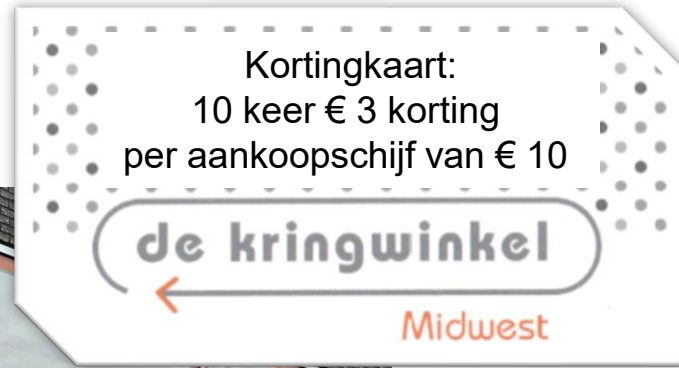 Kortingkaart:
10 keer € 3 korting
per aankoopschijf van € 10
de kringwinkel
Midwest